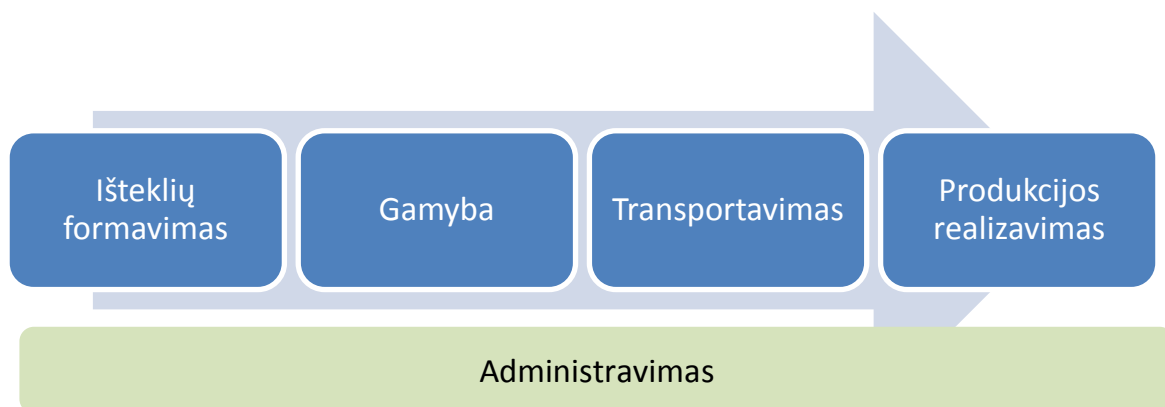 Išteklių
formavimas
Gamyba
Transportavimas
Produkcijos
realizavimas
Administravimas